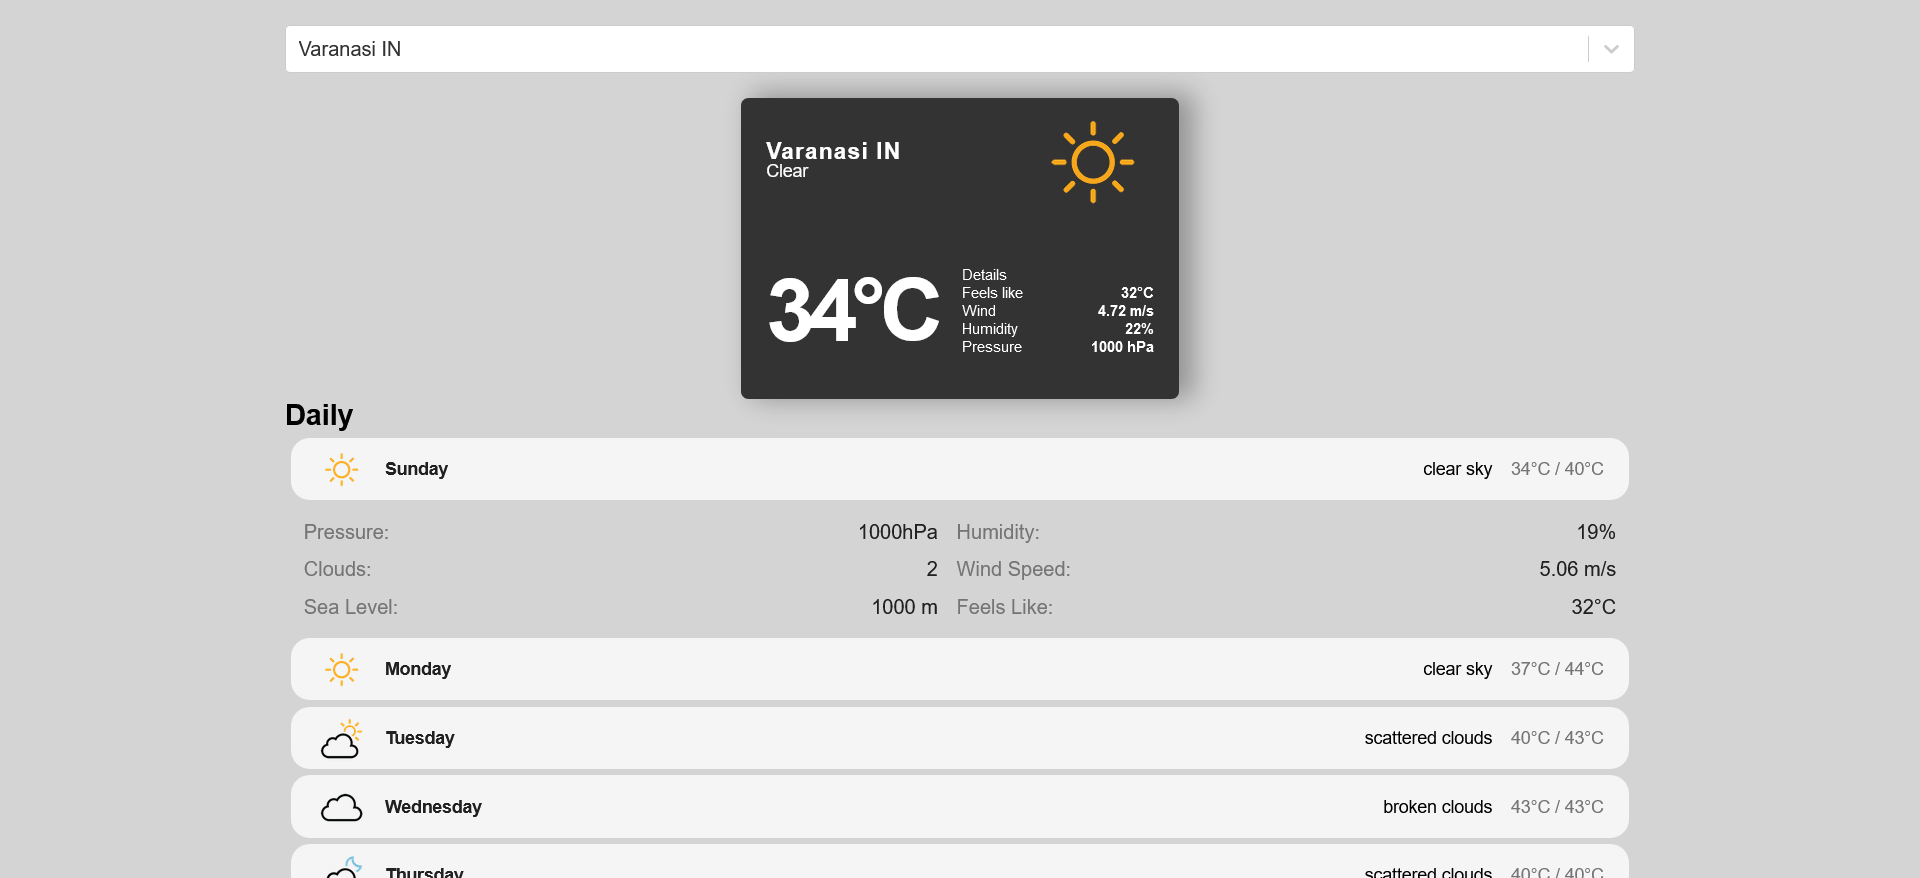 Varanasi IN
Varanasi IN
Clear
34°C
Details
Feels like 32°C
Wind 4.72 m/s
Humidity 22%
Pressure 1000 hPa
Daily
Sunday clear sky 34°C / 40°C
Pressure: 1000hPa Humidity: 19%
Clouds: 2 Wind Speed: 5.06 m/s
Sea Level: 1000 m Feels Like: 32°C
Monday clear sky 37°C / 44°C
Tuesday scattered clouds 40°C / 43°C
Wednesday broken clouds 43°C / 43°C
Thursday scattered clouds 40°C / 40°C